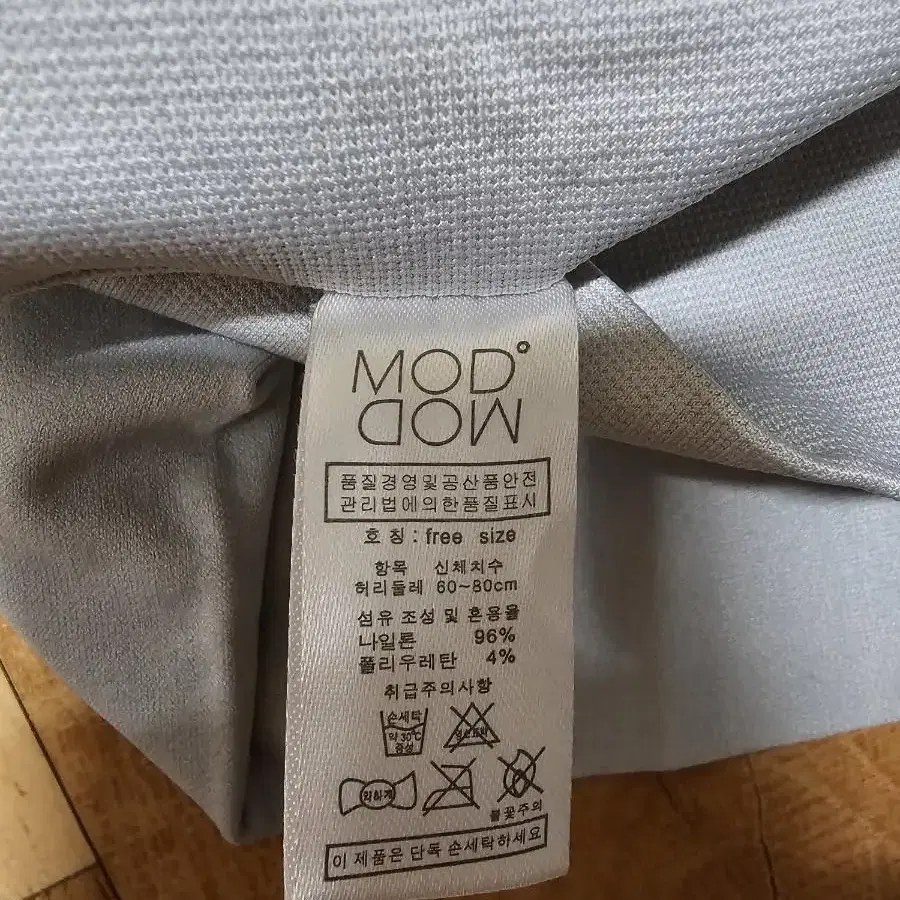 MOD°
MOD
품질경영및공산품안전
관리법에의한품질표시
호칭 : free size
항목 신체치수
허리둘레 60~80cm
섬유 조성 및 혼용율
나일론 96%
폴리우레탄 4%
취급주의사항
손세탁
약 30℃
중성
염소표백
약하게
불꽃주의
이 제품은 단독 손세탁하세요